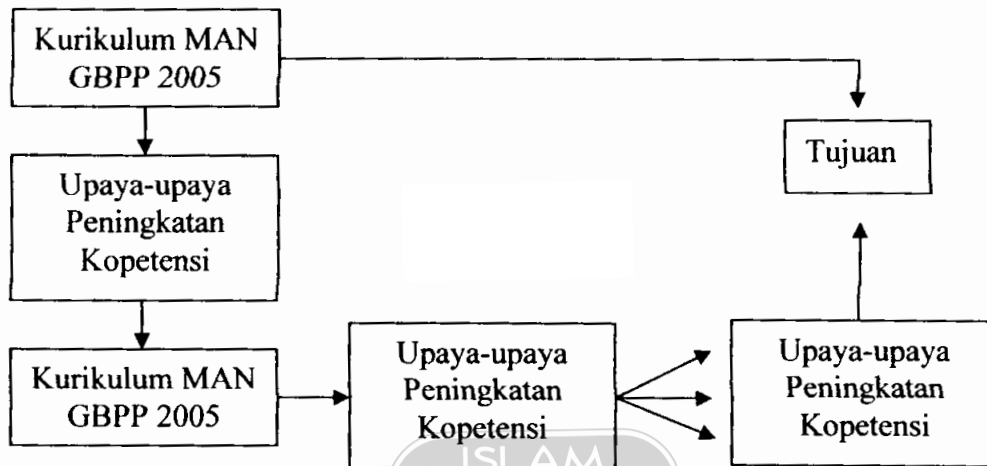 Kurikulum MAN
GBPP 2005
Tujuan
Upaya-upaya
Peningkatan
Kopetensi
Kurikulum MAN
GBPP 2005
Upaya-upaya
Peningkatan
Kopetensi
Upaya-upaya
Peningkatan
Kopetensi
ISLAM